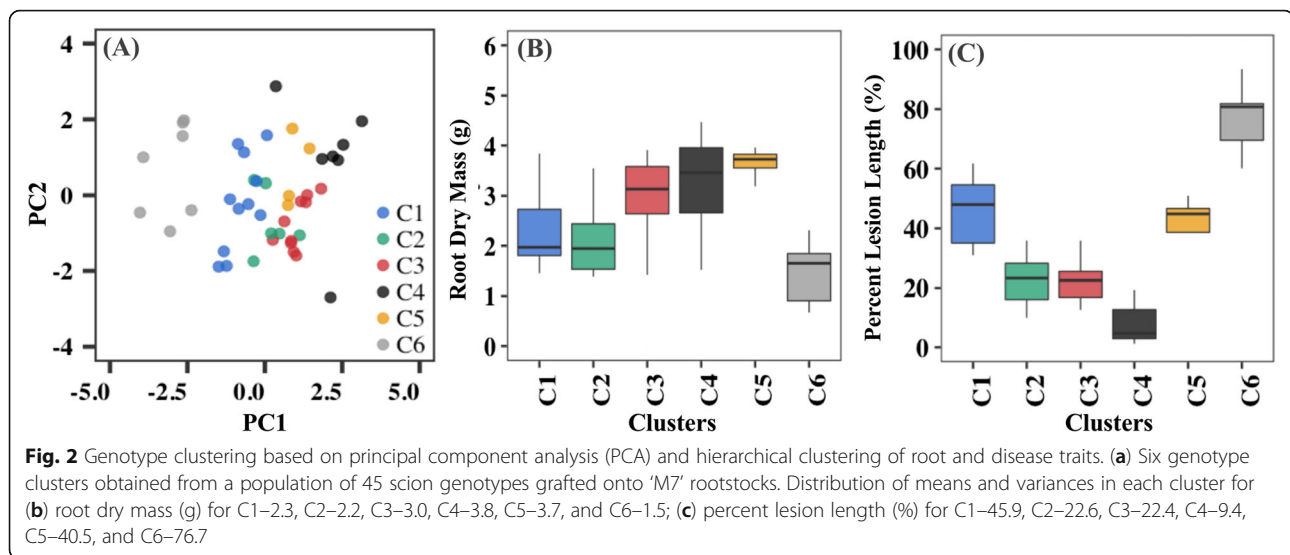 (A)
4
2
0
-2
-4
PC2
-5.0 -2.5 0.0 2.5 5.0
PC1
C1
C2
C3
C4
C5
C6
(B)
6
5
4
3
2
1
0
Root Dry Mass (g)
C1 C2 C3 C4 C5 C6
Clusters
(C)
100
80
60
40
20
0
Percent Lesion Length (%)
C1 C2 C3 C4 C5 C6
Clusters
Fig. 2 Genotype clustering based on principal component analysis (PCA) and hierarchical clustering of root and disease traits. (a) Six genotype
clusters obtained from a population of 45 scion genotypes grafted onto ‘M7’ rootstocks. Distribution of means and variances in each cluster for
(b) root dry mass (g) for C1–2.3, C2–2.2, C3–3.0, C4–3.8, C5–3.7, and C6–1.5; (c) percent lesion length (%) for C1–45.9, C2–22.6, C3–22.4, C4–9.4,
C5–40.5, and C6–76.7